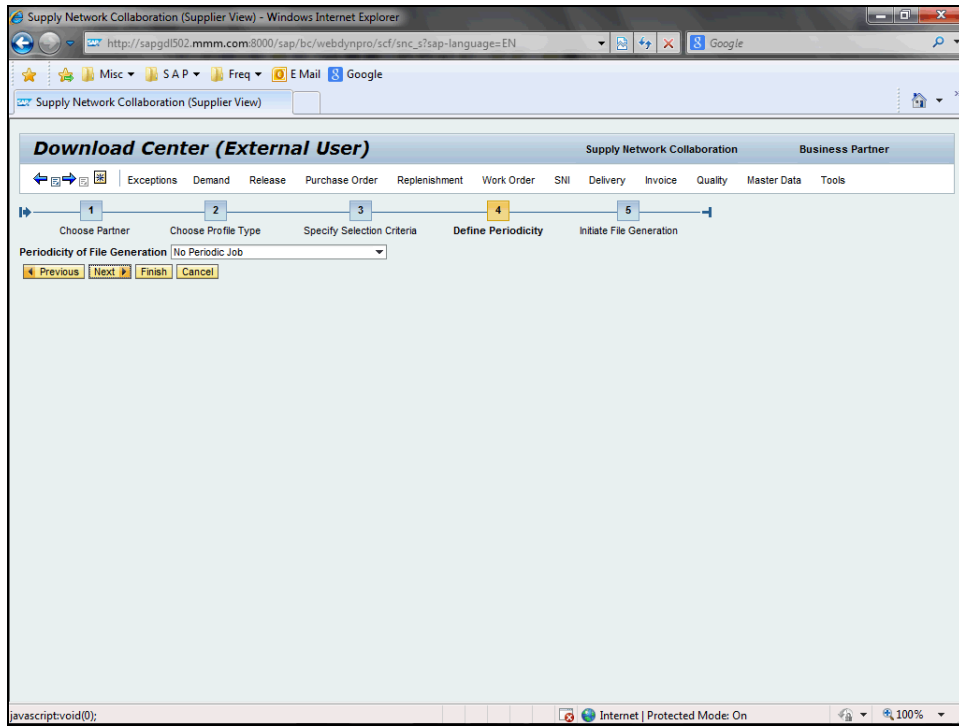 Supply Network Collaboration (Supplier View) - Windows Internet Explorer
http://sapgdl502.mmm.com:8000/sap/bc/webdynpro/scf/snc_s?sap-language=EN
Google
Misc S A P Freq E Mail Google
Supply Network Collaboration (Supplier View)
Download Center (External User) Supply Network Collaboration Business Partner
Exceptions Demand Release Purchase Order Replenishment Work Order SNI Delivery Invoice Quality Master Data Tools
1 2 3 4 5
Choose Partner Choose Profile Type Specify Selection Criteria Define Periodicity Initiate File Generation
Periodicity of File Generation No Periodic Job
Previous Next Finish Cancel
javascript:void(0); Internet | Protected Mode: On 100%